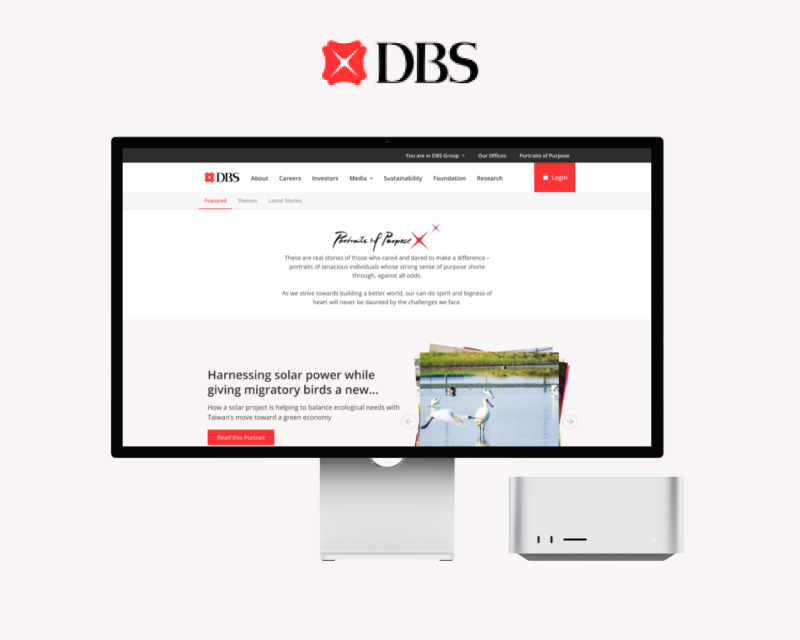 DBS
You are in DBS Group
Our Offices
Portraits of Purpose
DBS
About
Careers
Investors
Media
Sustainability
Foundation
Research
Login
Featured
Themes
Latest Stories
Portraits of Purpose
These are real stories of those who cared and dared to make a difference –
portraits of tenacious individuals whose strong sense of purpose shone
through, against all odds.
As we strive towards building a better world, our can-do spirit and bigness of
heart will never be daunted by the challenges we face.
Harnessing solar power while
giving migratory birds a new...
How a solar project is helping to balance ecological needs with
Taiwan's move toward a green economy
Read this Portrait